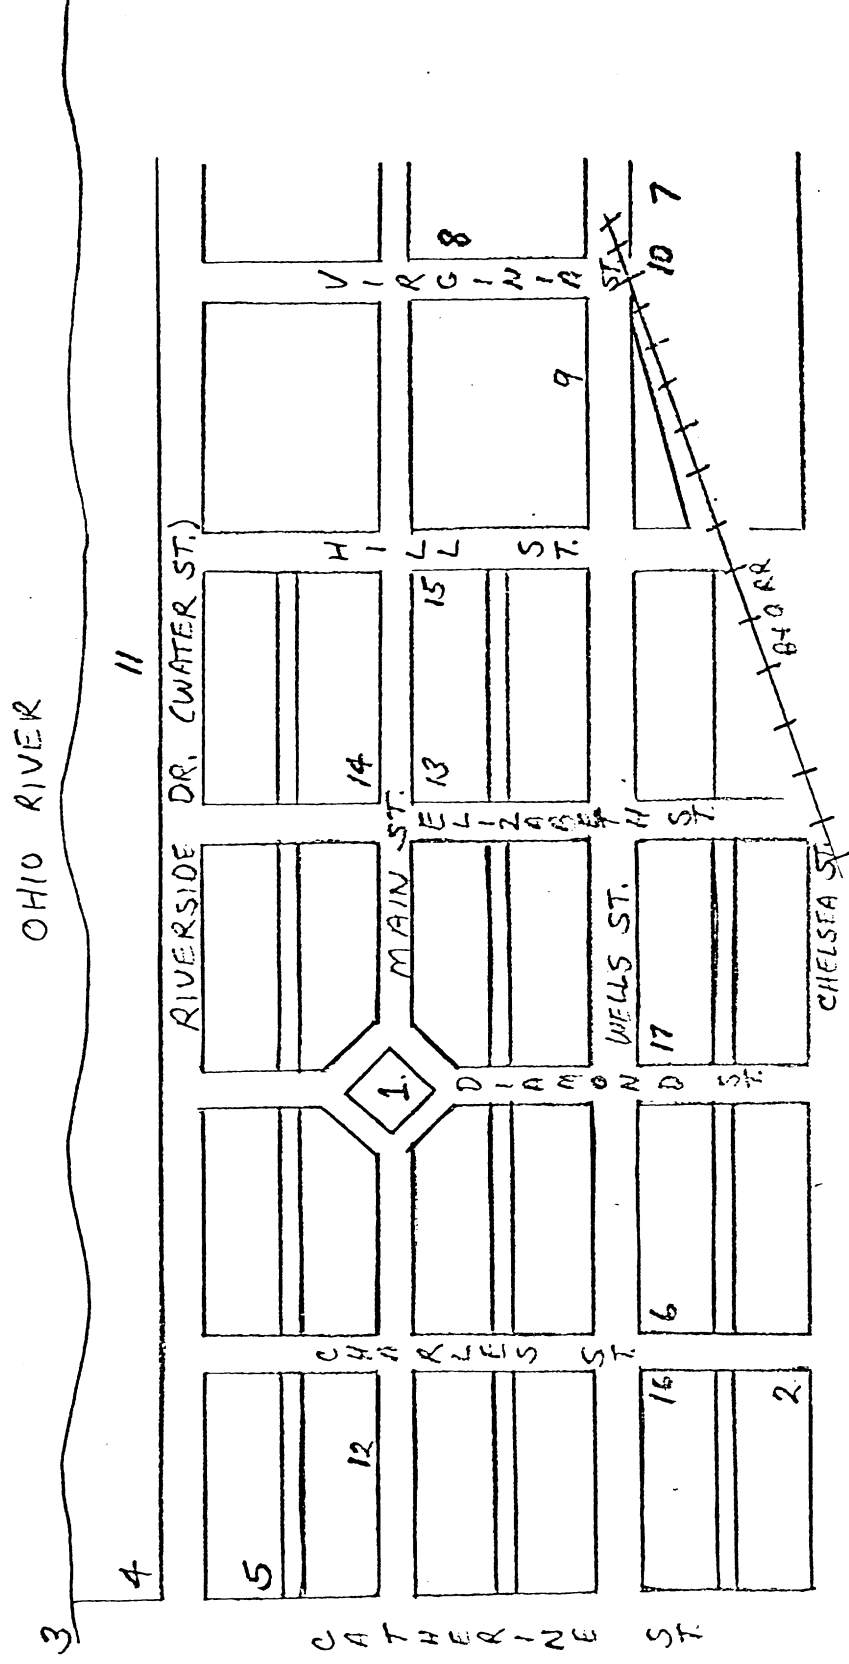 OHIO RIVER
3
4
11
RIVERSIDE DR. (WATER ST.)
5
12
14
MAIN ST.
1.
13
15
8
9
WELLS ST.
16
6
17
10
7
2.
B+O RR
CHELSEA ST.
CATHERINE ST.
CHARLES ST.
DIAMOND ST.
ELIZABETH ST.
HILL ST.
VIRGINIA ST.